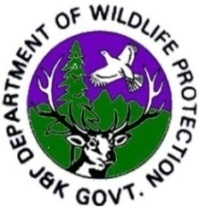 DEPARTMENT OF WILDLIFE PROTECTION
J&K GOVT.